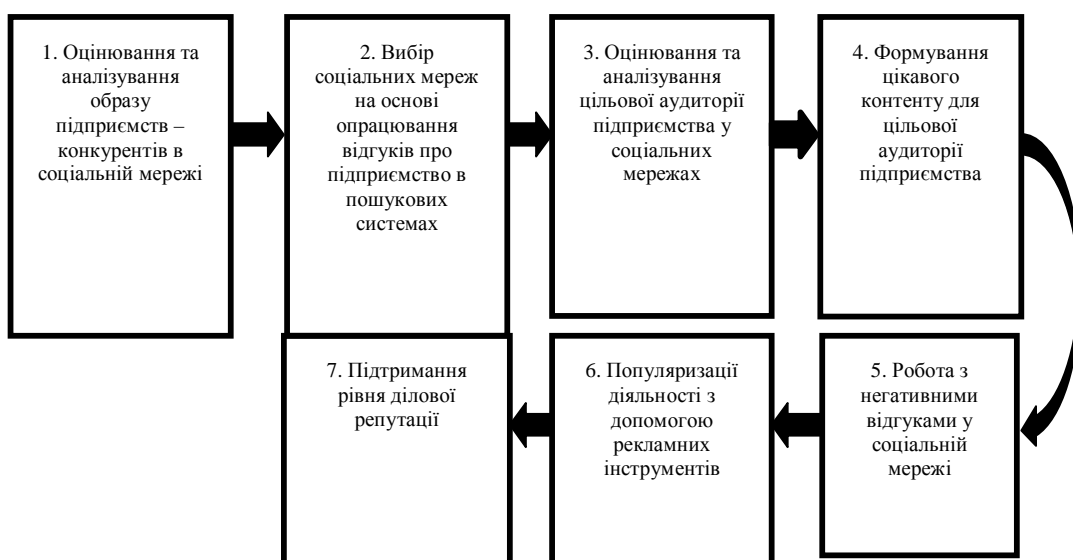 1. Оцінювання та
аналізування
образу
підприємств –
конкурентів в
соціальній мережі
2. Вибір
соціальних мереж
на основі
опрацювання
відгуків про
підприємство в
пошукових
системах
3. Оцінювання та
аналізування
цільової аудиторії
підприємства у
соціальних
мережах
4. Формування
цікавого
контенту для
цільової
аудиторії
підприємства
5. Робота з
негативними
відгуками у
соціальній
мережі
6. Популяризації
діяльності з
допомогою
рекламних
інструментів
7. Підтримання
рівня ділової
репутації